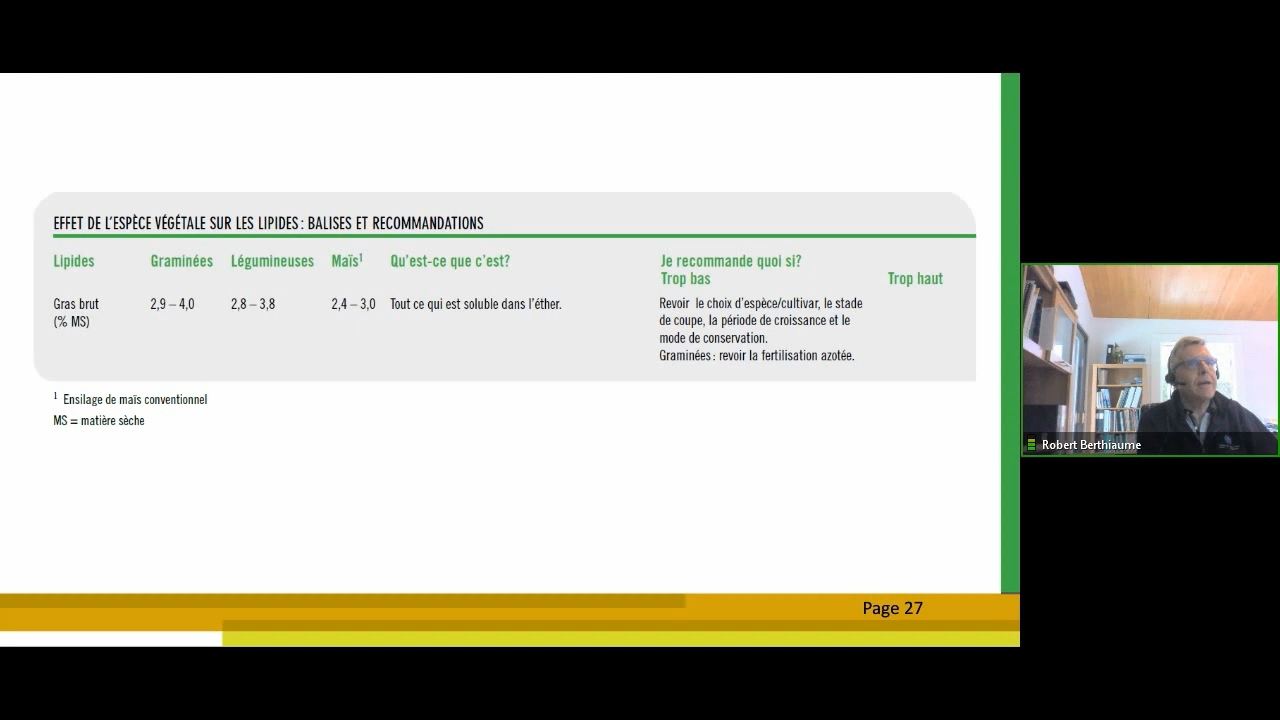 EFFET DE L'ESPÈCE VÉGÉTALE SUR LES LIPIDES : BALISES ET RECOMMANDATIONS
Lipides Graminées Légumineuses Maïs¹ Qu'est-ce que c'est? Je recommande quoi si?
Trop bas Trop haut
Gras brut 2,9 – 4,0 2,8 – 3,8 2,4 – 3,0 Tout ce qui est soluble dans l'éther. Revoir le choix d'espèce/cultivar, le stade
(% MS) de coupe, la période de croissance et le
mode de conservation.
Graminées : revoir la fertilisation azotée.
¹ Ensilage de maïs conventionnel
MS = matière sèche
Robert Berthiaume
Page 27